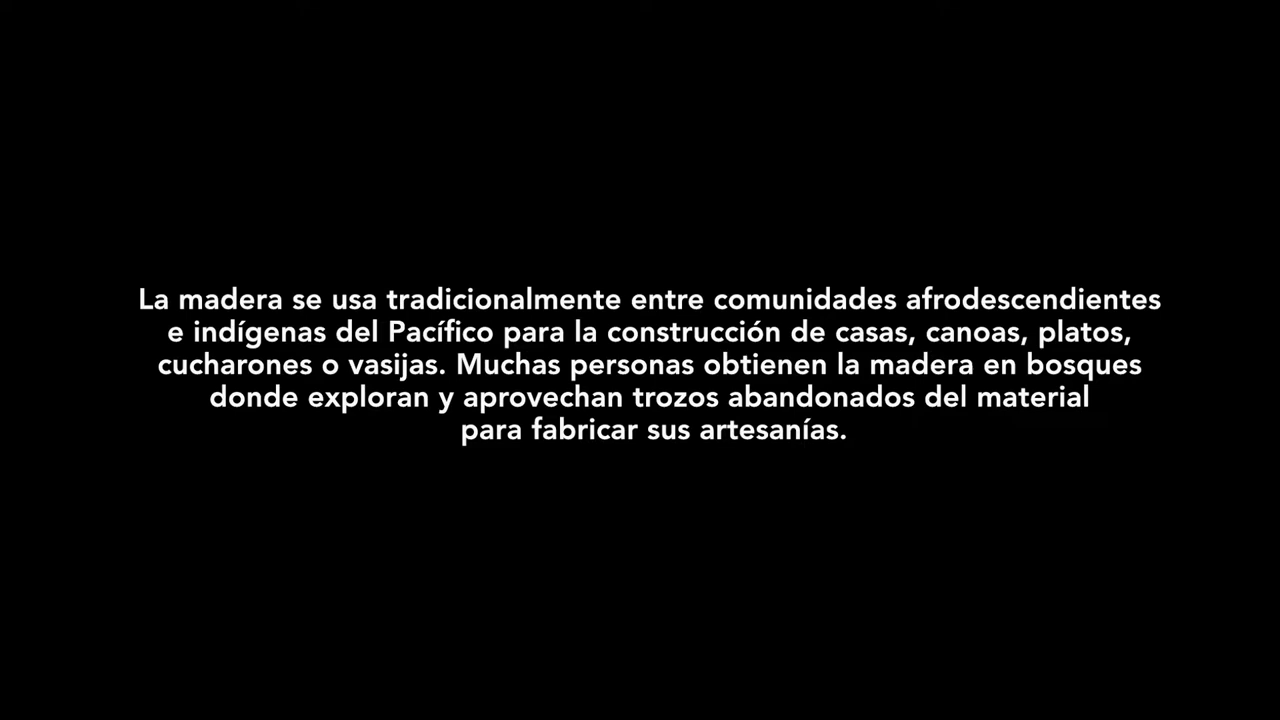 La madera se usa tradicionalmente entre comunidades afrodescendientes
e indígenas del Pacífico para la construcción de casas, canoas, platos,
cucharones o vasijas. Muchas personas obtienen la madera en bosques
donde exploran y aprovechan trozos abandonados del material
para fabricar sus artesanías.